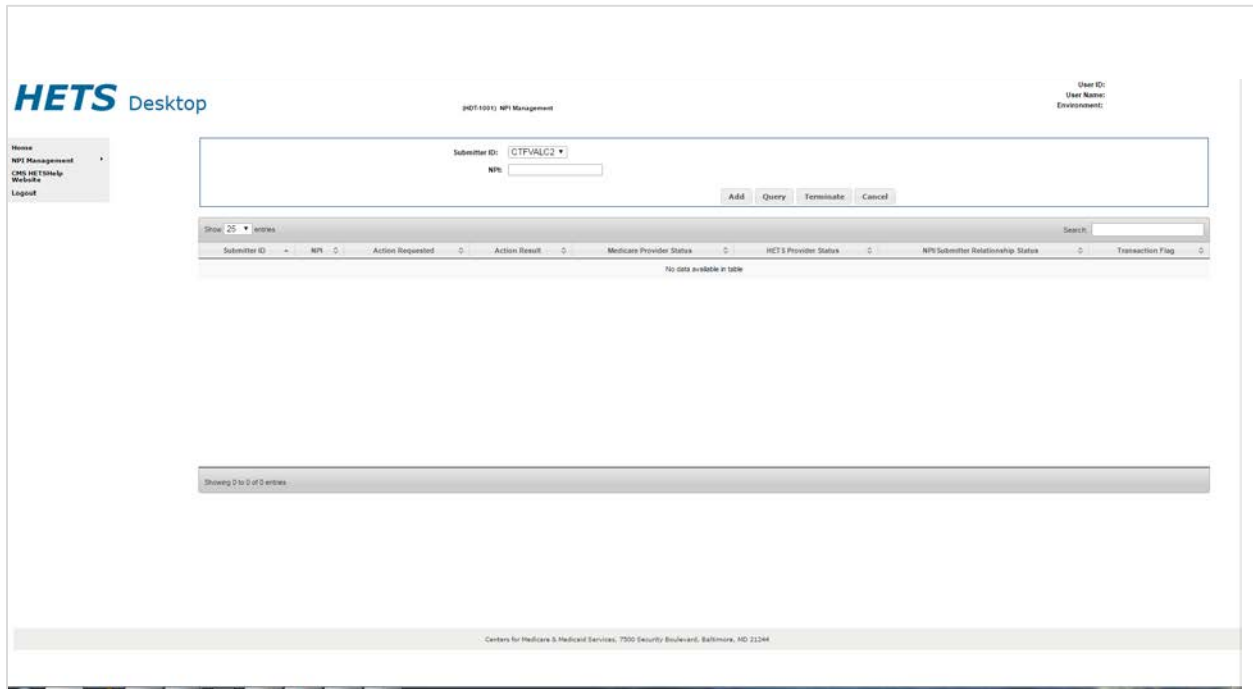 HETS Desktop
User ID:
User Name:
Environment:
(HDT-1001) NPI Management
Home
NPI Management
CMS HETSHelp
Website
Logout
Submitter ID: CTFVALC2
NPI:
Add Query Terminate Cancel
Show 25 entries
Search:
Submitter ID NPI Action Requested Action Result Medicare Provider Status HETS Provider Status NPI/Submitter Relationship Status Transaction Flag
No data available in table
Showing 0 to 0 of 0 entries
Centers for Medicare & Medicaid Services, 7500 Security Boulevard, Baltimore, MD 21244